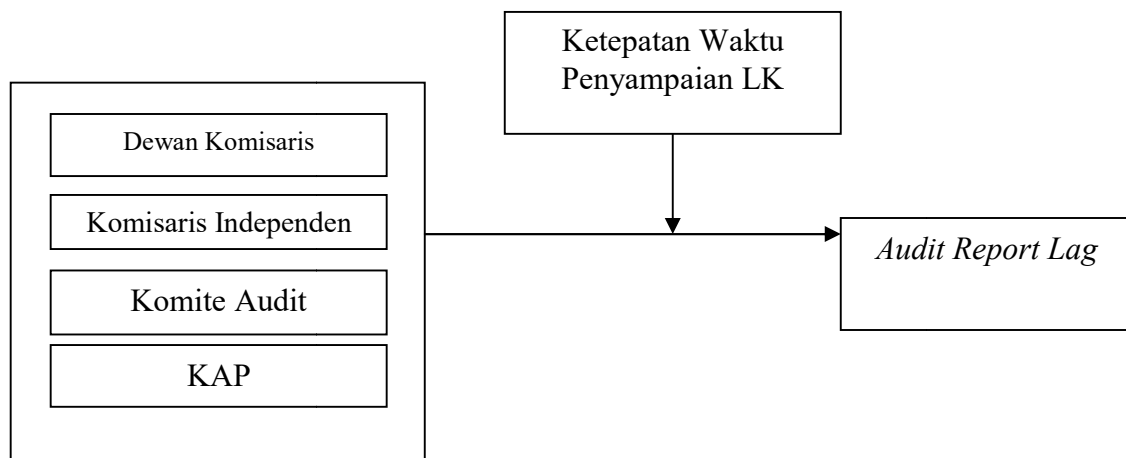 Ketepatan Waktu
Penyampaian LK
Dewan Komisaris
Komisaris Independen
Komite Audit
KAP
Audit Report Lag